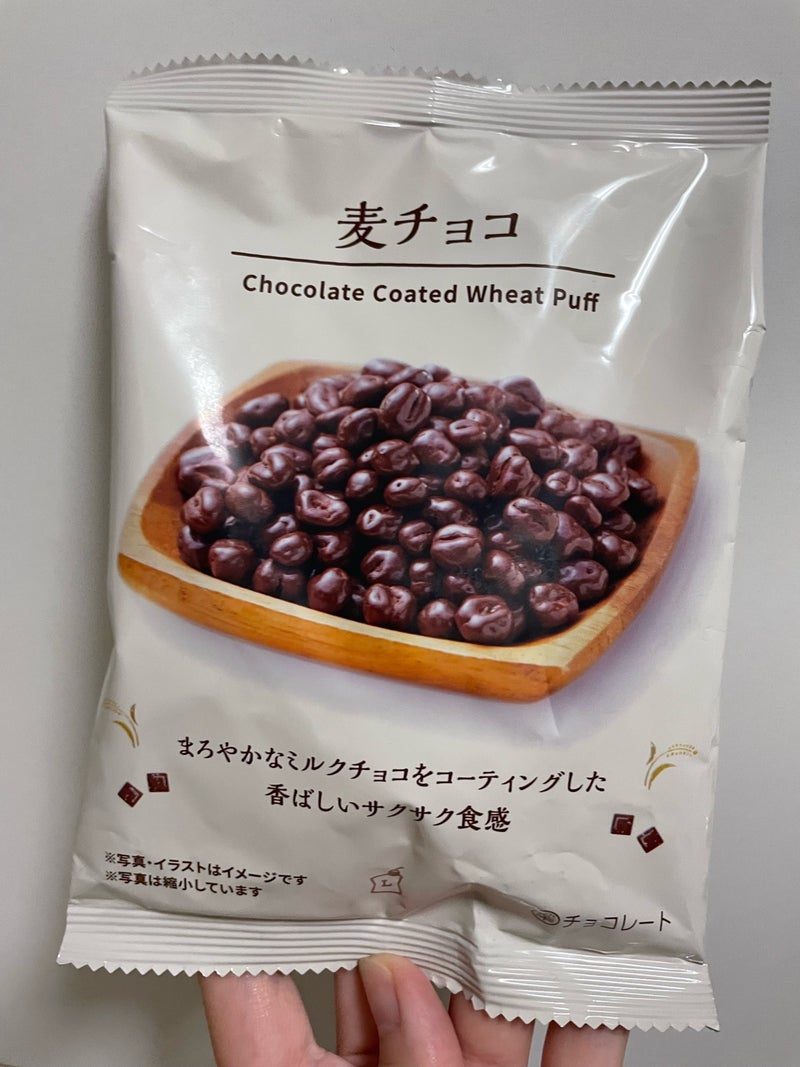 麦チョコ
Chocolate Coated Wheat Puff
まろやかなミルクチョコをコーティングした
香ばしいサクサク食感
※写真・イラストはイメージです
※写真は縮小しています
L
チョコレート